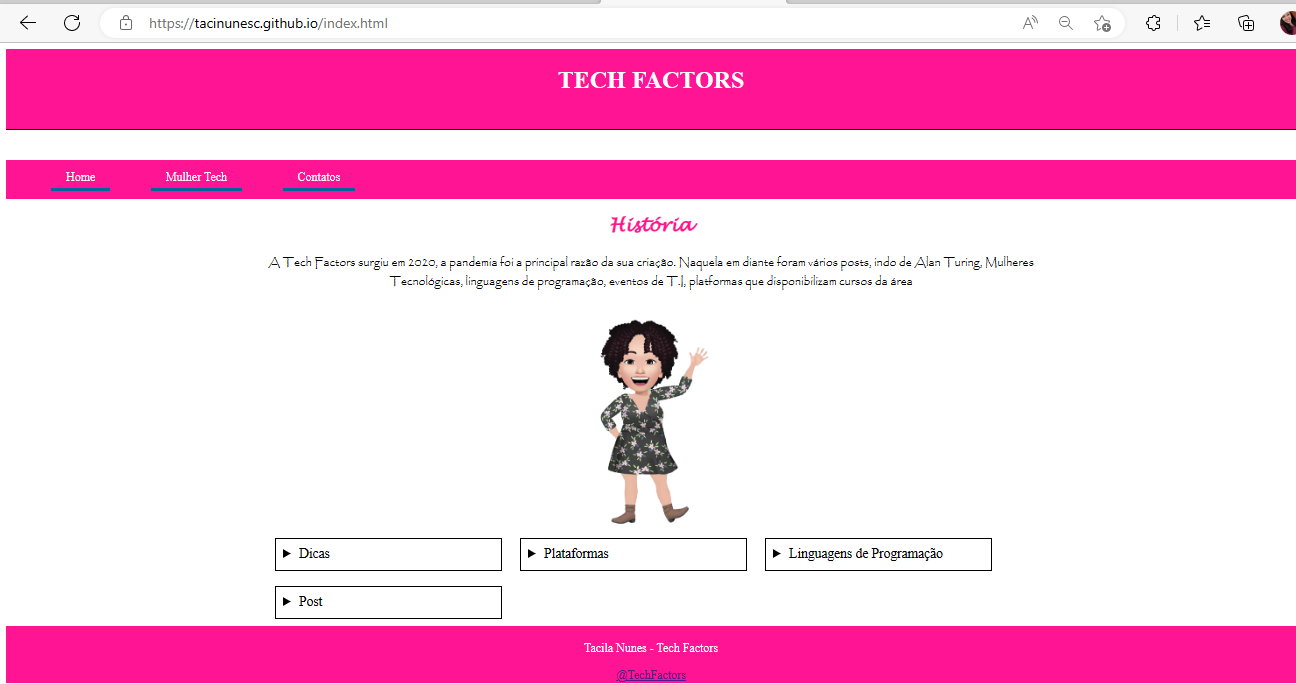 https://tacinunesc.github.io/index.html
TECH FACTORS
Home Mulher Tech Contatos
História
A Tech Factors surgiu em 2020, a pandemia foi a principal razão da sua criação. Naquela em diante foram vários posts, indo de Alan Turing, Mulheres
Tecnológicas, linguagens de programação, eventos de T.I, platformas que disponibilizam cursos da área
Dicas Plataformas Linguagens de Programação
Post
Tacila Nunes - Tech Factors
@TechFactors